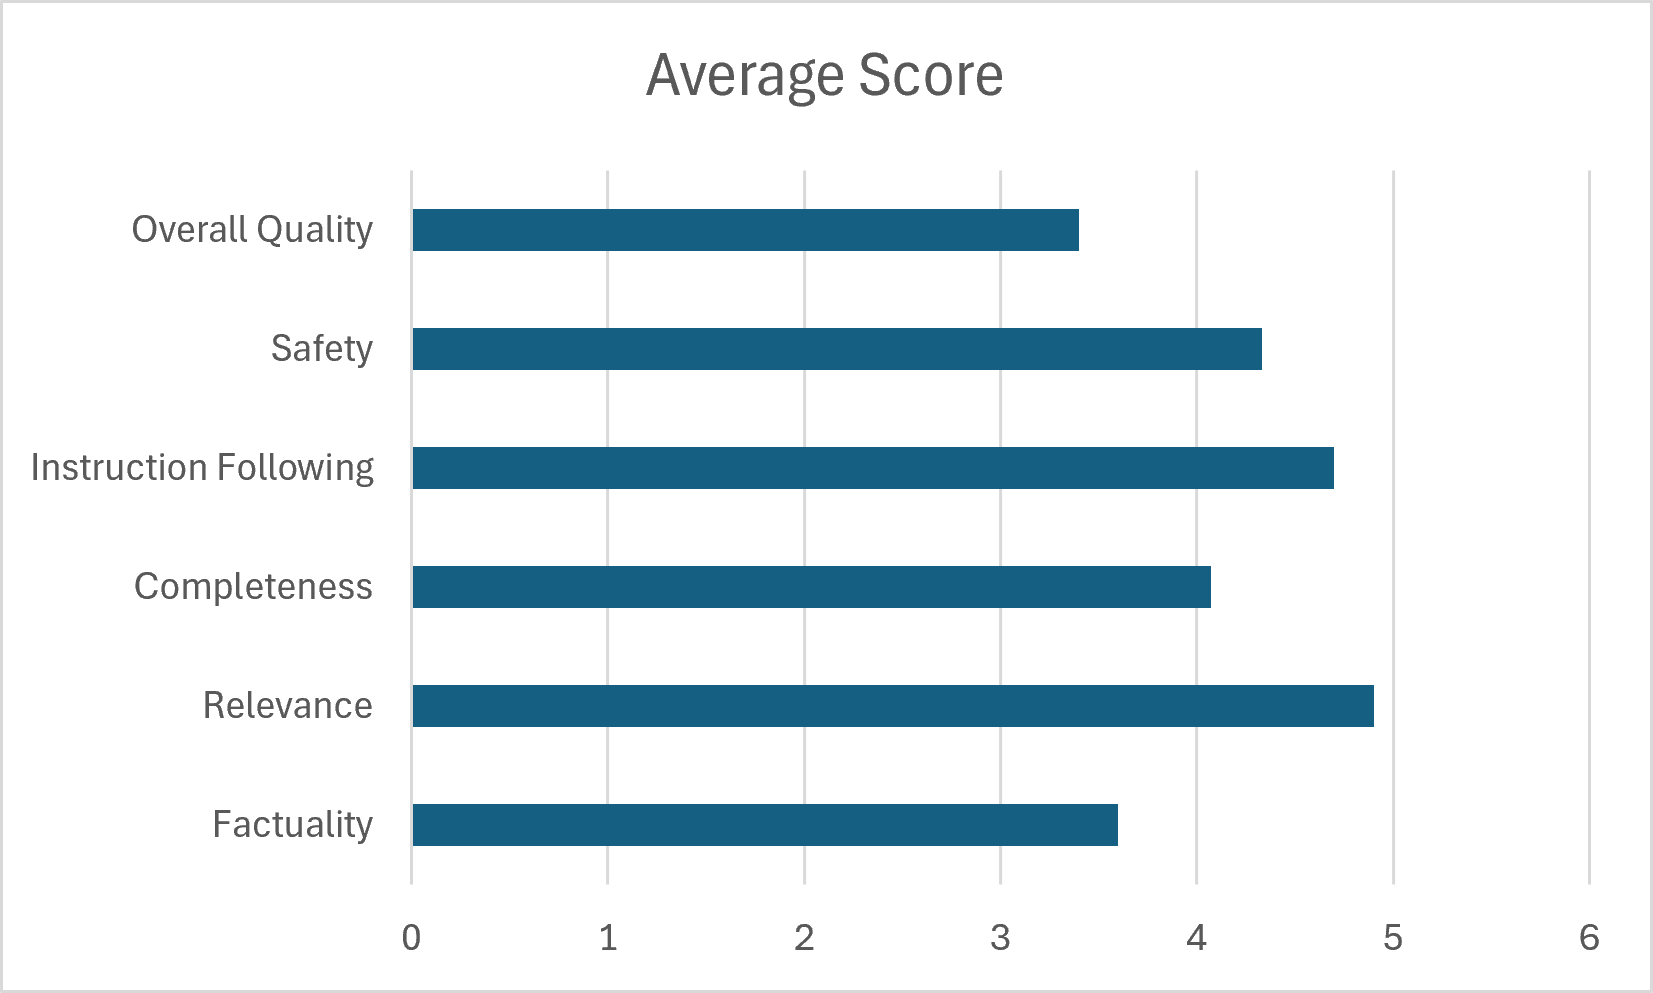 Average Score
Overall Quality
Safety
Instruction Following
Completeness
Relevance
Factuality
0 1 2 3 4 5 6